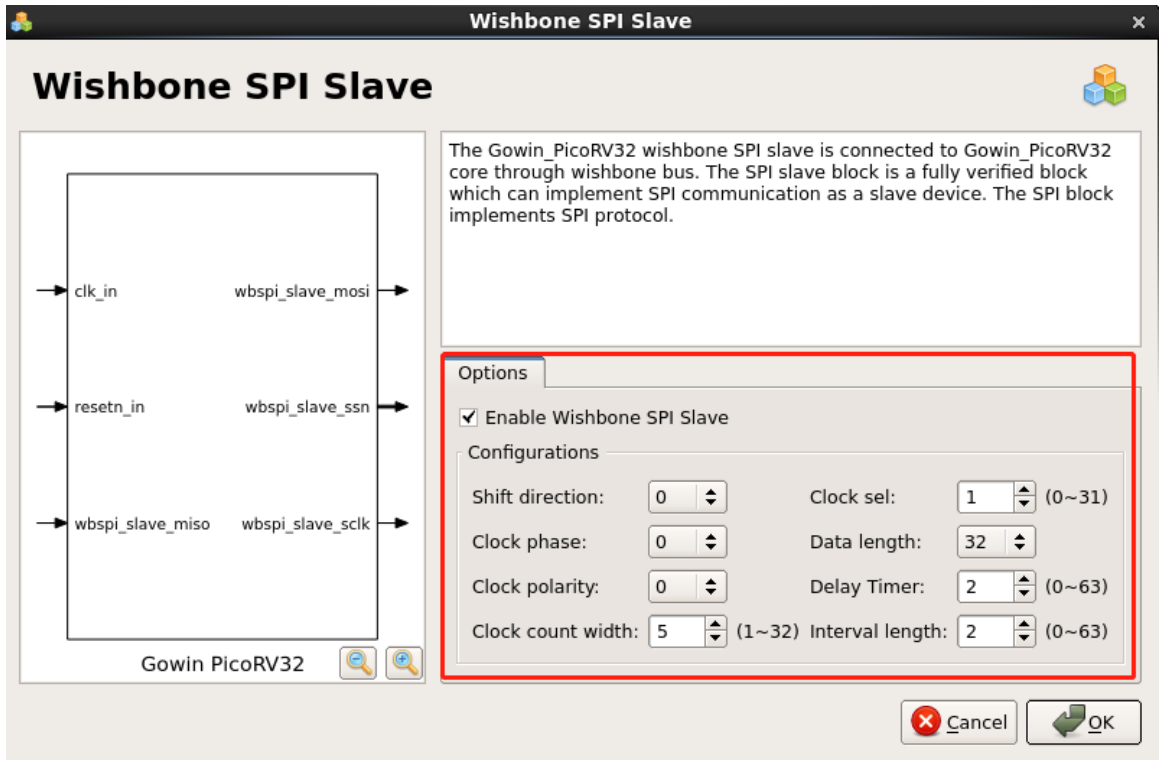 Wishbone SPI Slave
Wishbone SPI Slave
clk_in
wbspi_slave_mosi
resetn_in
wbspi_slave_ssn
wbspi_slave_miso
wbspi_slave_sclk
Gowin PicoRV32
The Gowin_PicoRV32 wishbone SPI slave is connected to Gowin_PicoRV32
core through wishbone bus. The SPI slave block is a fully verified block
which can implement SPI communication as a slave device. The SPI block
implements SPI protocol.
Options
Enable Wishbone SPI Slave
Configurations
Shift direction: 0 Clock sel: 1 (0~31)
Clock phase: 0 Data length: 32
Clock polarity: 0 Delay Timer: 2 (0~63)
Clock count width: 5 (1~32) Interval length: 2 (0~63)
Cancel
OK